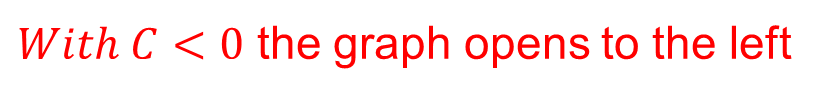 With C < 0 the graph opens to the left